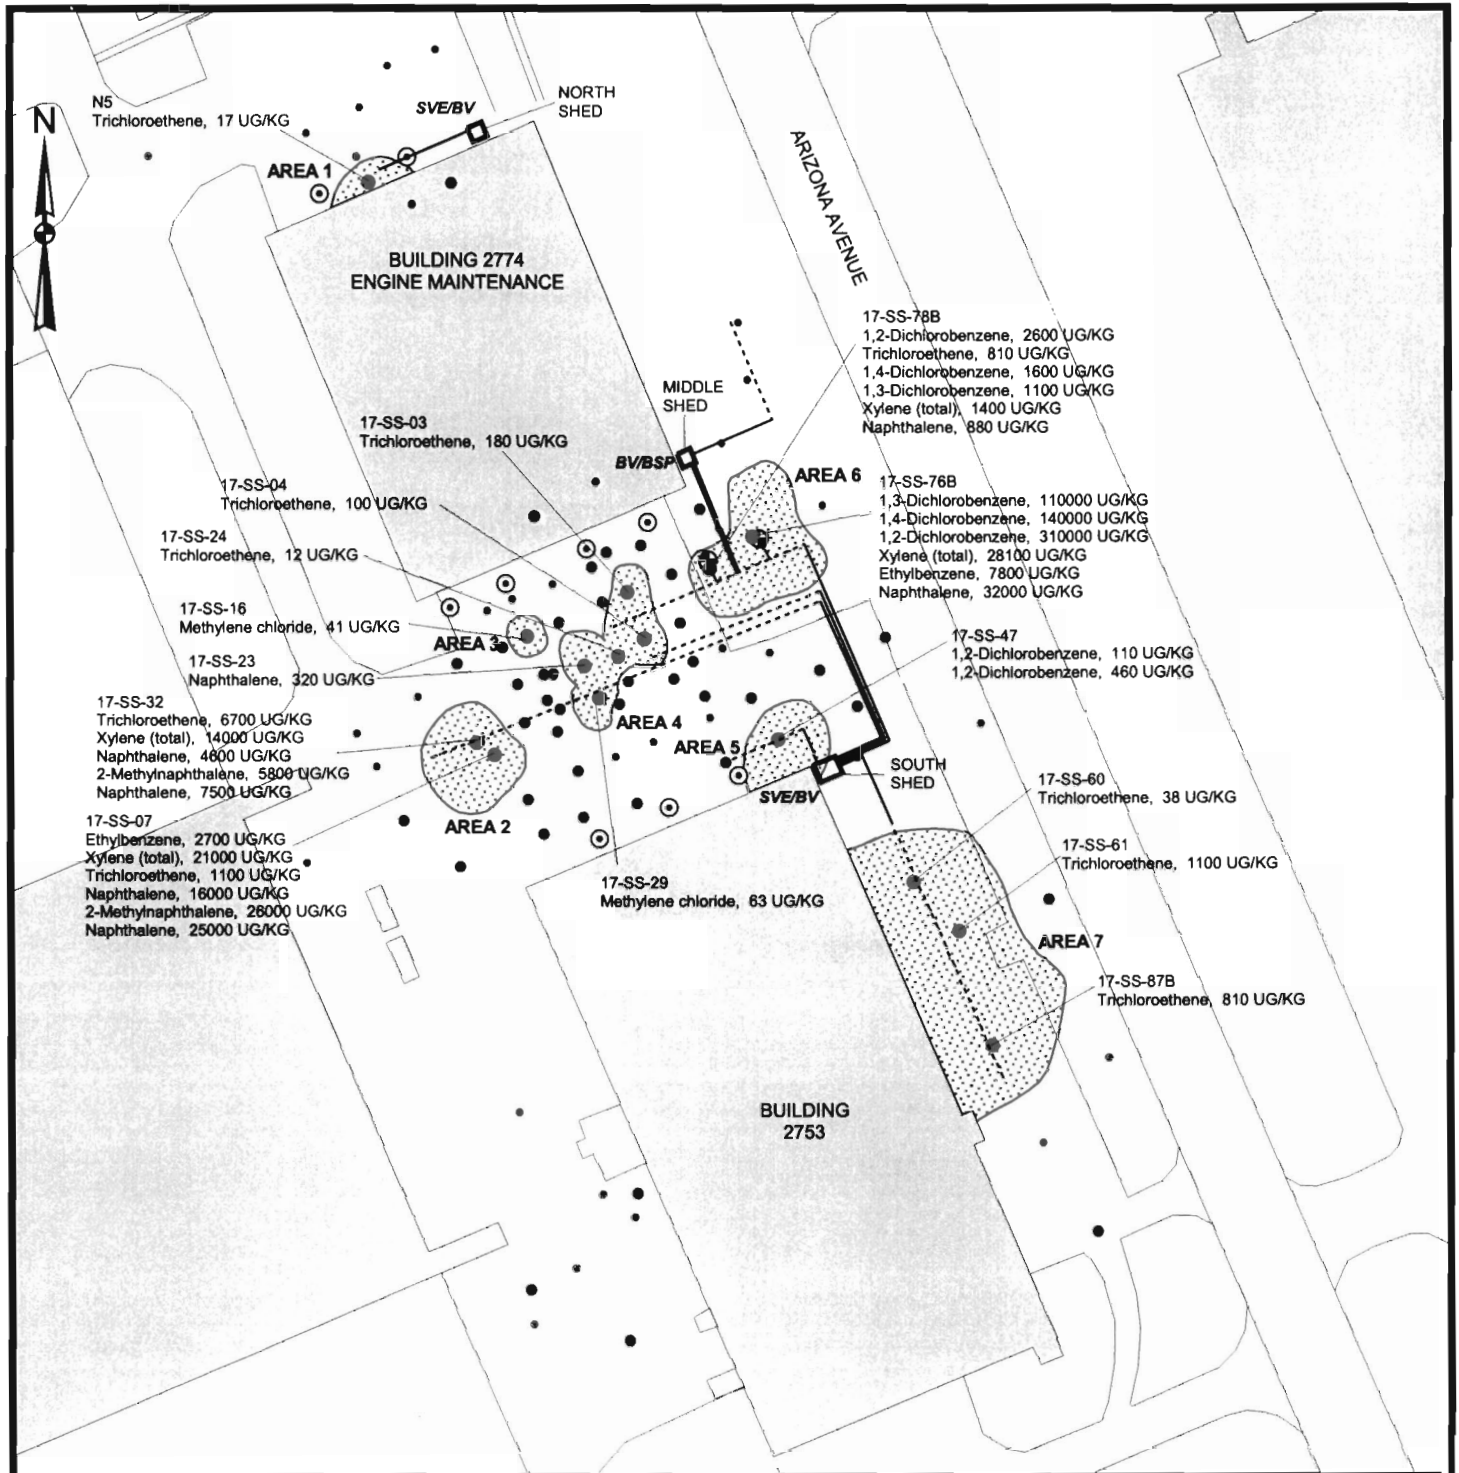 N
N5
Trichloroethene, 17 UG/KG
SVE/BV
NORTH
SHED
AREA 1
BUILDING 2774
ENGINE MAINTENANCE
ARIZONA AVENUE
17-SS-78B
1,2-Dichlorobenzene, 2600 UG/KG
Trichloroethene, 810 UG/KG
1,4-Dichlorobenzene, 1600 UG/KG
1,3-Dichlorobenzene, 1100 UG/KG
Xylene (total), 1400 UG/KG
Naphthalene, 880 UG/KG
MIDDLE
SHED
17-SS-03
Trichloroethene, 180 UG/KG
BV/BSP
AREA 6
17-SS-04
Trichloroethene, 100 UG/KG
17-SS-76B
1,3-Dichlorobenzene, 110000 UG/KG
1,4-Dichlorobenzene, 140000 UG/KG
1,2-Dichlorobenzene, 310000 UG/KG
Xylene (total), 28100 UG/KG
Ethylbenzene, 7800 UG/KG
Naphthalene, 32000 UG/KG
17-SS-24
Trichloroethene, 12 UG/KG
17-SS-16
Methylene chloride, 41 UG/KG
AREA 3
17-SS-47
1,2-Dichlorobenzene, 110 UG/KG
1,2-Dichlorobenzene, 460 UG/KG
17-SS-23
Naphthalene, 320 UG/KG
17-SS-32
Trichloroethene, 6700 UG/KG
Xylene (total), 14000 UG/KG
Naphthalene, 4600 UG/KG
2-Methylnaphthalene, 5800 UG/KG
Naphthalene, 7500 UG/KG
AREA 4
AREA 5
SOUTH
SHED
SVE/BV
AREA 2
17-SS-60
Trichloroethene, 38 UG/KG
17-SS-07
Ethylbenzene, 2700 UG/KG
Xylene (total), 21000 UG/KG
Trichloroethene, 1100 UG/KG
Naphthalene, 16000 UG/KG
2-Methylnaphthalene, 26000 UG/KG
Naphthalene, 25000 UG/KG
17-SS-61
Trichloroethene, 1100 UG/KG
17-SS-29
Methylene chloride, 63 UG/KG
AREA 7
17-SS-87B
Trichloroethene, 810 UG/KG
BUILDING
2753